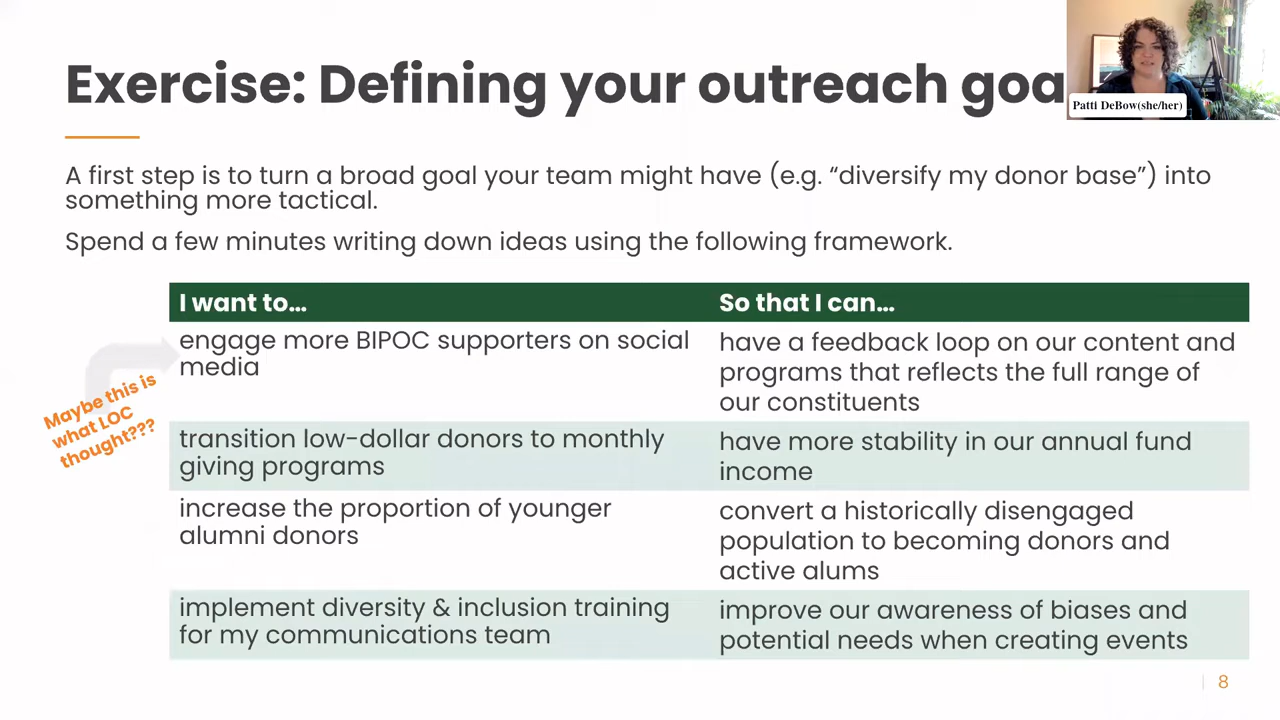 Exercise: Defining your outreach goa
Patti DeBow(she/her)
A first step is to turn a broad goal your team might have (e.g. “diversify my donor base”) into
something more tactical.
Spend a few minutes writing down ideas using the following framework.
I want to…
So that I can…
engage more BIPOC supporters on social
media
have a feedback loop on our content and
programs that reflects the full range of
our constituents
Maybe this is
what LOC
thought???
transition low-dollar donors to monthly
giving programs
have more stability in our annual fund
income
increase the proportion of younger
alumni donors
convert a historically disengaged
population to becoming donors and
active alums
implement diversity & inclusion training
for my communications team
improve our awareness of biases and
potential needs when creating events
8